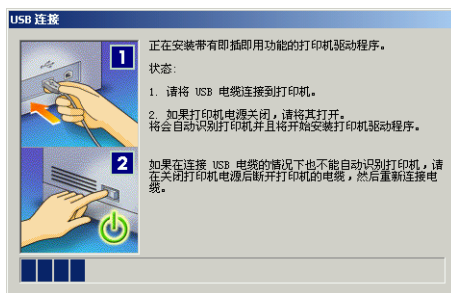 USB 连接
1
正在安装带有即插即用功能的打印机驱动程序。
状态:
1. 请将 USB 电缆连接到打印机。
2. 如果打印机电源关闭，请将其打开。
将会自动识别打印机并且将开始安装打印机驱动程序。
2
如果在连接 USB 电缆的情况下也不能自动识别打印机，请
在关闭打印机电源后断开打印机的电缆，然后重新连接电
缆。